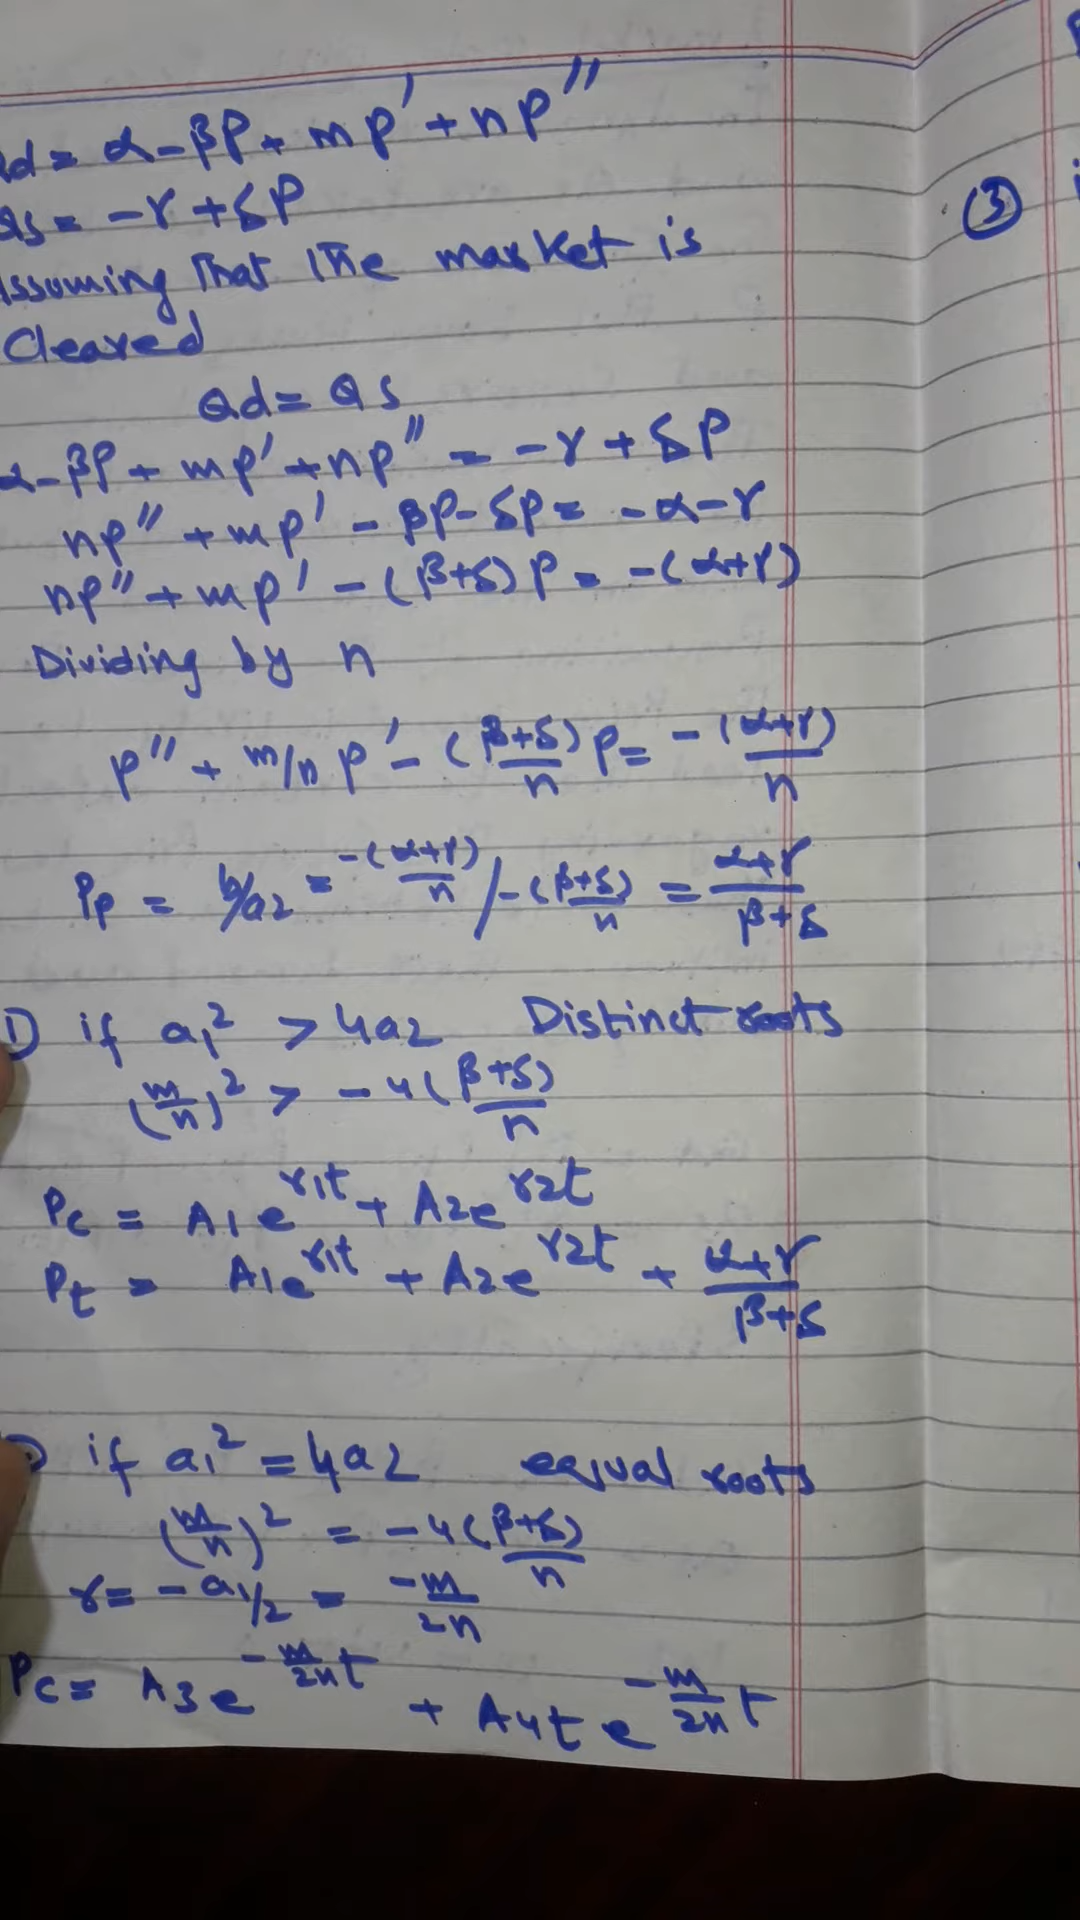 d = α - βP + mp' + np"
Qs = -γ + δP
Assuming That The market is
Cleared
Qd = Qs
α - βP + mp' + np" = -γ + δP
np" + mp' - βP - δP = -α - γ
np" + mp' - (β+δ) P = -(α+γ)
Dividing by n
p" + m/n p' - (β+δ)/n P = -(α+γ)/n
Pp = b/a2 = -(α+γ)/n / -(β+δ)/n = α+γ/β+δ
1) if a1² > 4a2 Distinct roots
(m/n)² > -4(β+δ)/n
Pc = A1e^r1t + A2e^r2t
Pt = A1e^r1t + A2e^r2t + α+γ/β+δ
) if a1² = 4a2 equal roots
(m/n)² = -4(β+δ)/n
r = -a1/2 = -m/2n
Pc = A3e^-m/2n t + A4te^-m/2n t
③